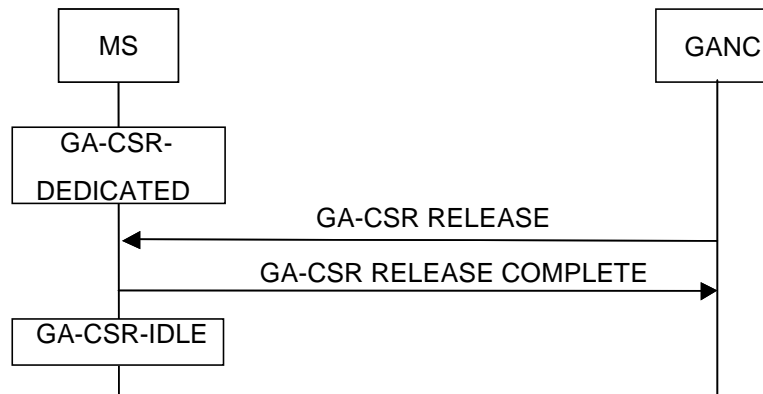 MS
GANC
GA-CSR-
DEDICATED
GA-CSR RELEASE
GA-CSR RELEASE COMPLETE
GA-CSR-IDLE